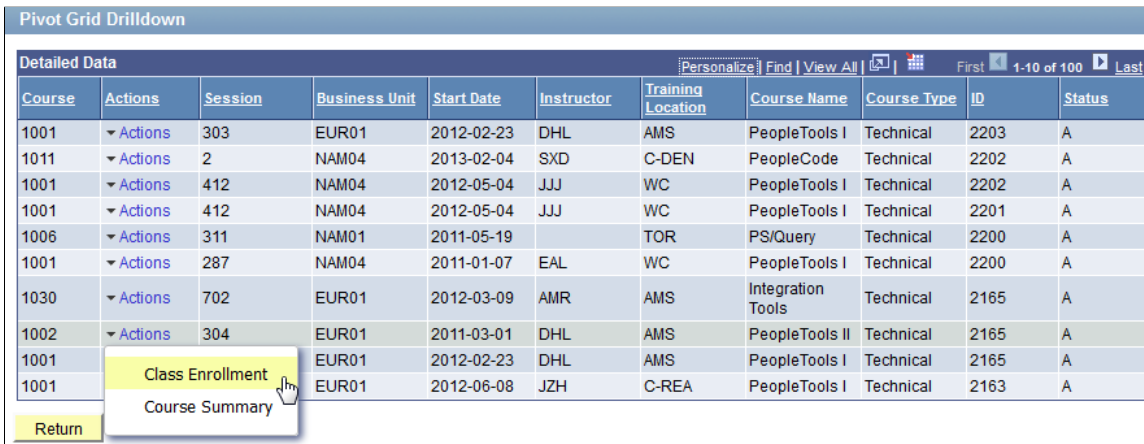 Pivot Grid Drilldown
Detailed Data Personalize | Find | View All | | First 1-10 of 100 Last
Course Actions Session Business Unit Start Date Instructor Training Location Course Name Course Type ID Status
1001 Actions 303 EUR01 2012-02-23 DHL AMS PeopleTools I Technical 2203 A
1011 Actions 2 NAM04 2013-02-04 SXD C-DEN PeopleCode Technical 2202 A
1001 Actions 412 NAM04 2012-05-04 JJJ WC PeopleTools I Technical 2202 A
1001 Actions 412 NAM04 2012-05-04 JJJ WC PeopleTools I Technical 2201 A
1006 Actions 311 NAM01 2011-05-19 TOR PS/Query Technical 2200 A
1001 Actions 287 NAM04 2011-01-07 EAL WC PeopleTools I Technical 2200 A
1030 Actions 702 EUR01 2012-03-09 AMR AMS Integration Tools Technical 2165 A
1002 Actions 304 EUR01 2011-03-01 DHL AMS PeopleTools II Technical 2165 A
1001 EUR01 2012-02-23 DHL AMS PeopleTools I Technical 2165 A
1001 EUR01 2012-06-08 JZH C-REA PeopleTools I Technical 2163 A
Class Enrollment
Course Summary
Return